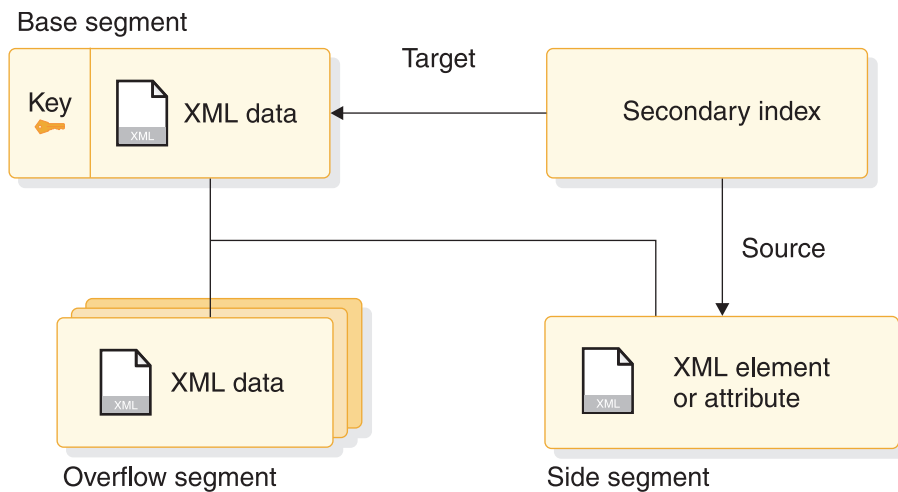 Base segment
Key
XML data
XML
Target
Secondary index
Source
XML data
XML
Overflow segment
XML element
or attribute
XML
Side segment